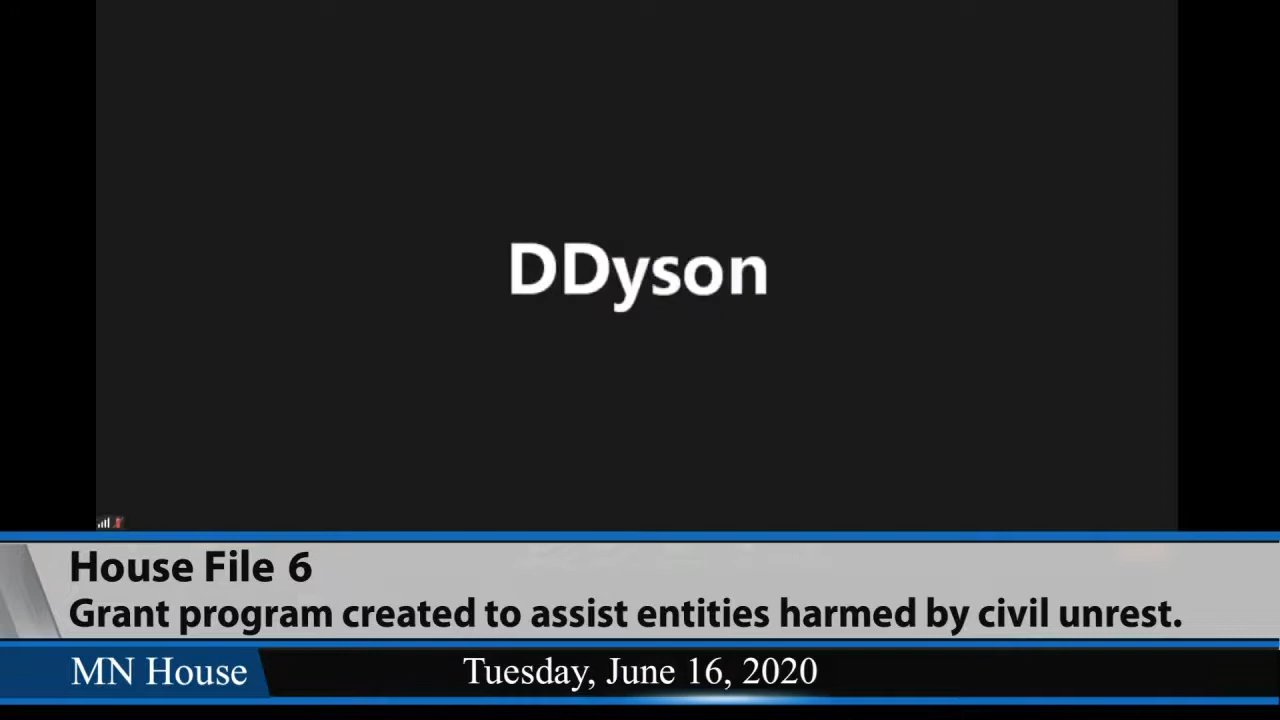 DDyson
House File 6
Grant program created to assist entities harmed by civil unrest.
MN House
Tuesday, June 16, 2020